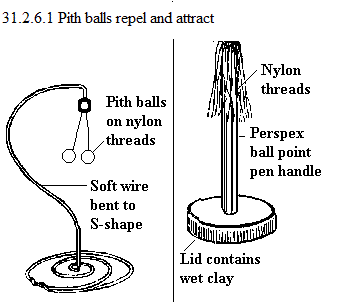 31.2.6.1 Pith balls repel and attract
Pith balls
on nylon
threads
Soft wire
bent to
S-shape
Nylon
threads
Perspex
ball point
pen handle
Lid contains
wet clay